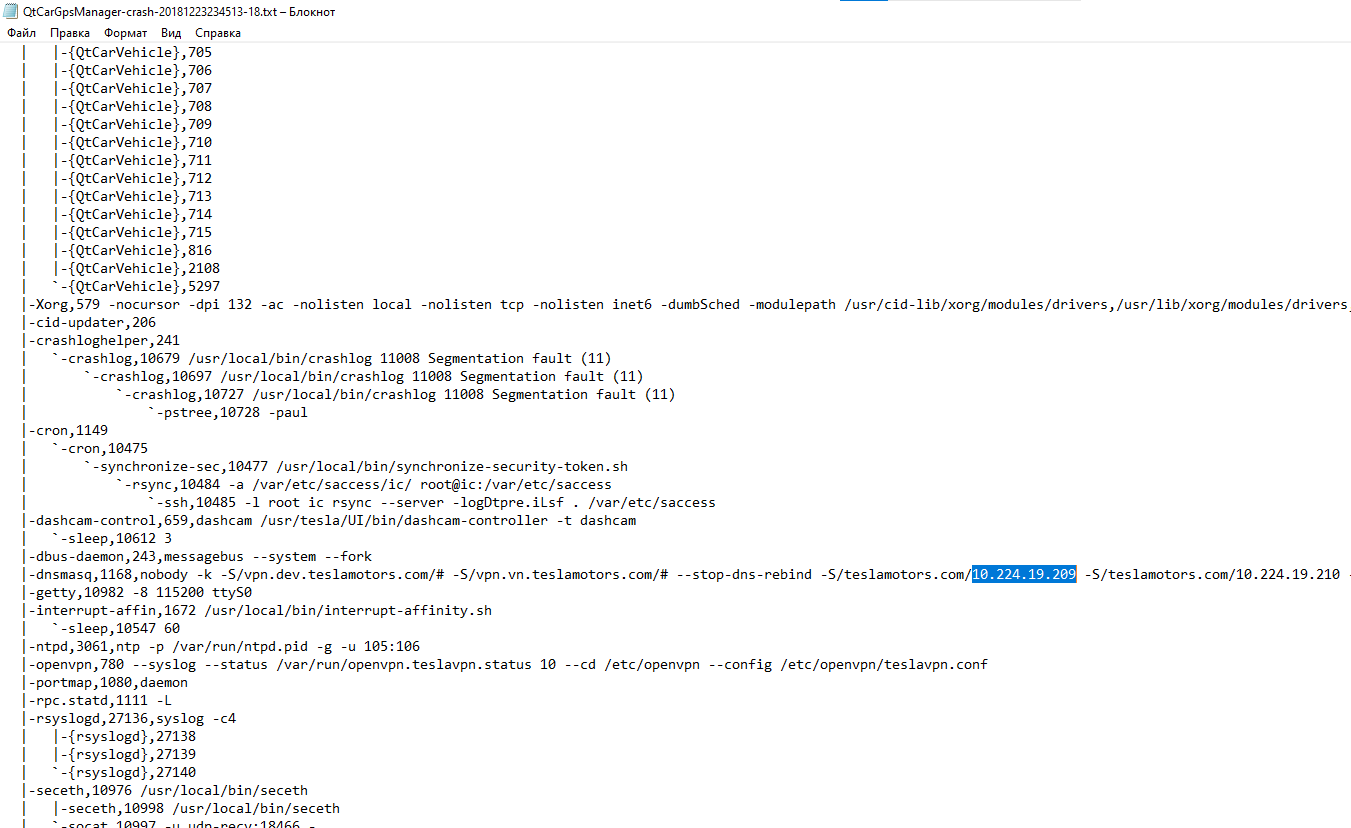 QtCarGpsManager-crash-20181223234513-18.txt – Блокнот
Файл Правка Формат Вид Справка
|   |-{QtCarVehicle},705
|   |-{QtCarVehicle},706
|   |-{QtCarVehicle},707
|   |-{QtCarVehicle},708
|   |-{QtCarVehicle},709
|   |-{QtCarVehicle},710
|   |-{QtCarVehicle},711
|   |-{QtCarVehicle},712
|   |-{QtCarVehicle},713
|   |-{QtCarVehicle},714
|   |-{QtCarVehicle},715
|   |-{QtCarVehicle},816
|   |-{QtCarVehicle},2108
|   `-{QtCarVehicle},5297
|-Xorg,579 -nocursor -dpi 132 -ac -nolisten local -nolisten tcp -nolisten inet6 -dumbSched -modulepath /usr/cid-lib/xorg/modules/drivers,/usr/lib/xorg/modules/drivers,
|-cid-updater,206
|-crashloghelper,241
|   `-crashlog,10679 /usr/local/bin/crashlog 11008 Segmentation fault (11)
|       `-crashlog,10697 /usr/local/bin/crashlog 11008 Segmentation fault (11)
|           `-crashlog,10727 /usr/local/bin/crashlog 11008 Segmentation fault (11)
|               `-pstree,10728 -paul
|-cron,1149
|   `-cron,10475
|       `-synchronize-sec,10477 /usr/local/bin/synchronize-security-token.sh
|           `-rsync,10484 -a /var/etc/saccess/ic/ root@ic:/var/etc/saccess
|               `-ssh,10485 -l root ic rsync --server -logDtpre.iLsf . /var/etc/saccess
|-dashcam-control,659,dashcam /usr/tesla/UI/bin/dashcam-controller -t dashcam
|   `-sleep,10612 3
|-dbus-daemon,243,messagebus --system --fork
|-dnsmasq,1168,nobody -k -S/vpn.dev.teslamotors.com/# -S/vpn.vn.teslamotors.com/# --stop-dns-rebind -S/teslamotors.com/10.224.19.209 -S/teslamotors.com/10.224.19.210 -
|-getty,10982 -8 115200 ttyS0
|-interrupt-affin,1672 /usr/local/bin/interrupt-affinity.sh
|   `-sleep,10547 60
|-ntpd,3061,ntp -p /var/run/ntpd.pid -g -u 105:106
|-openvpn,780 --syslog --status /var/run/openvpn.teslavpn.status 10 --cd /etc/openvpn --config /etc/openvpn/teslavpn.conf
|-portmap,1080,daemon
|-rpc.statd,1111 -L
|-rsyslogd,27136,syslog -c4
|   |-{rsyslogd},27138
|   |-{rsyslogd},27139
|   `-{rsyslogd},27140
|-seceth,10976 /usr/local/bin/seceth
|   |-seceth,10998 /usr/local/bin/seceth
|   `-socat,10997 -u udp-recv:18466 -